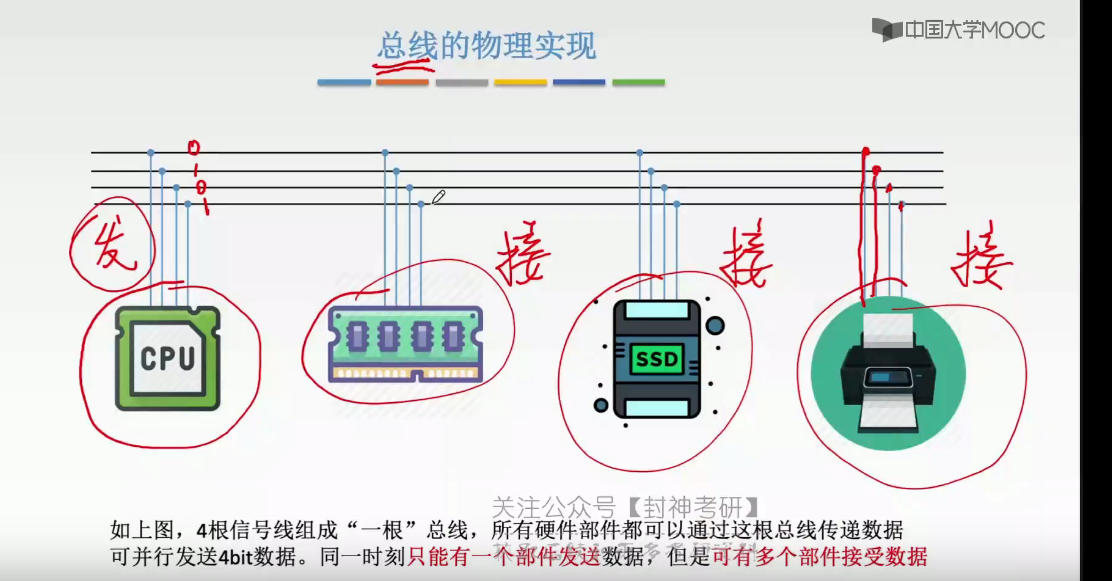 中国大学MOOC
总线的物理实现
0
1
0
1
发
接
接
接
CPU
SSD
关注公众号【封神考研】
如上图，4根信号线组成“一根”总线，所有硬件部件都可以通过这根总线传递数据
可并行发送4bit数据。同一时刻只能有一个部件发送数据，但是可有多个部件接受数据